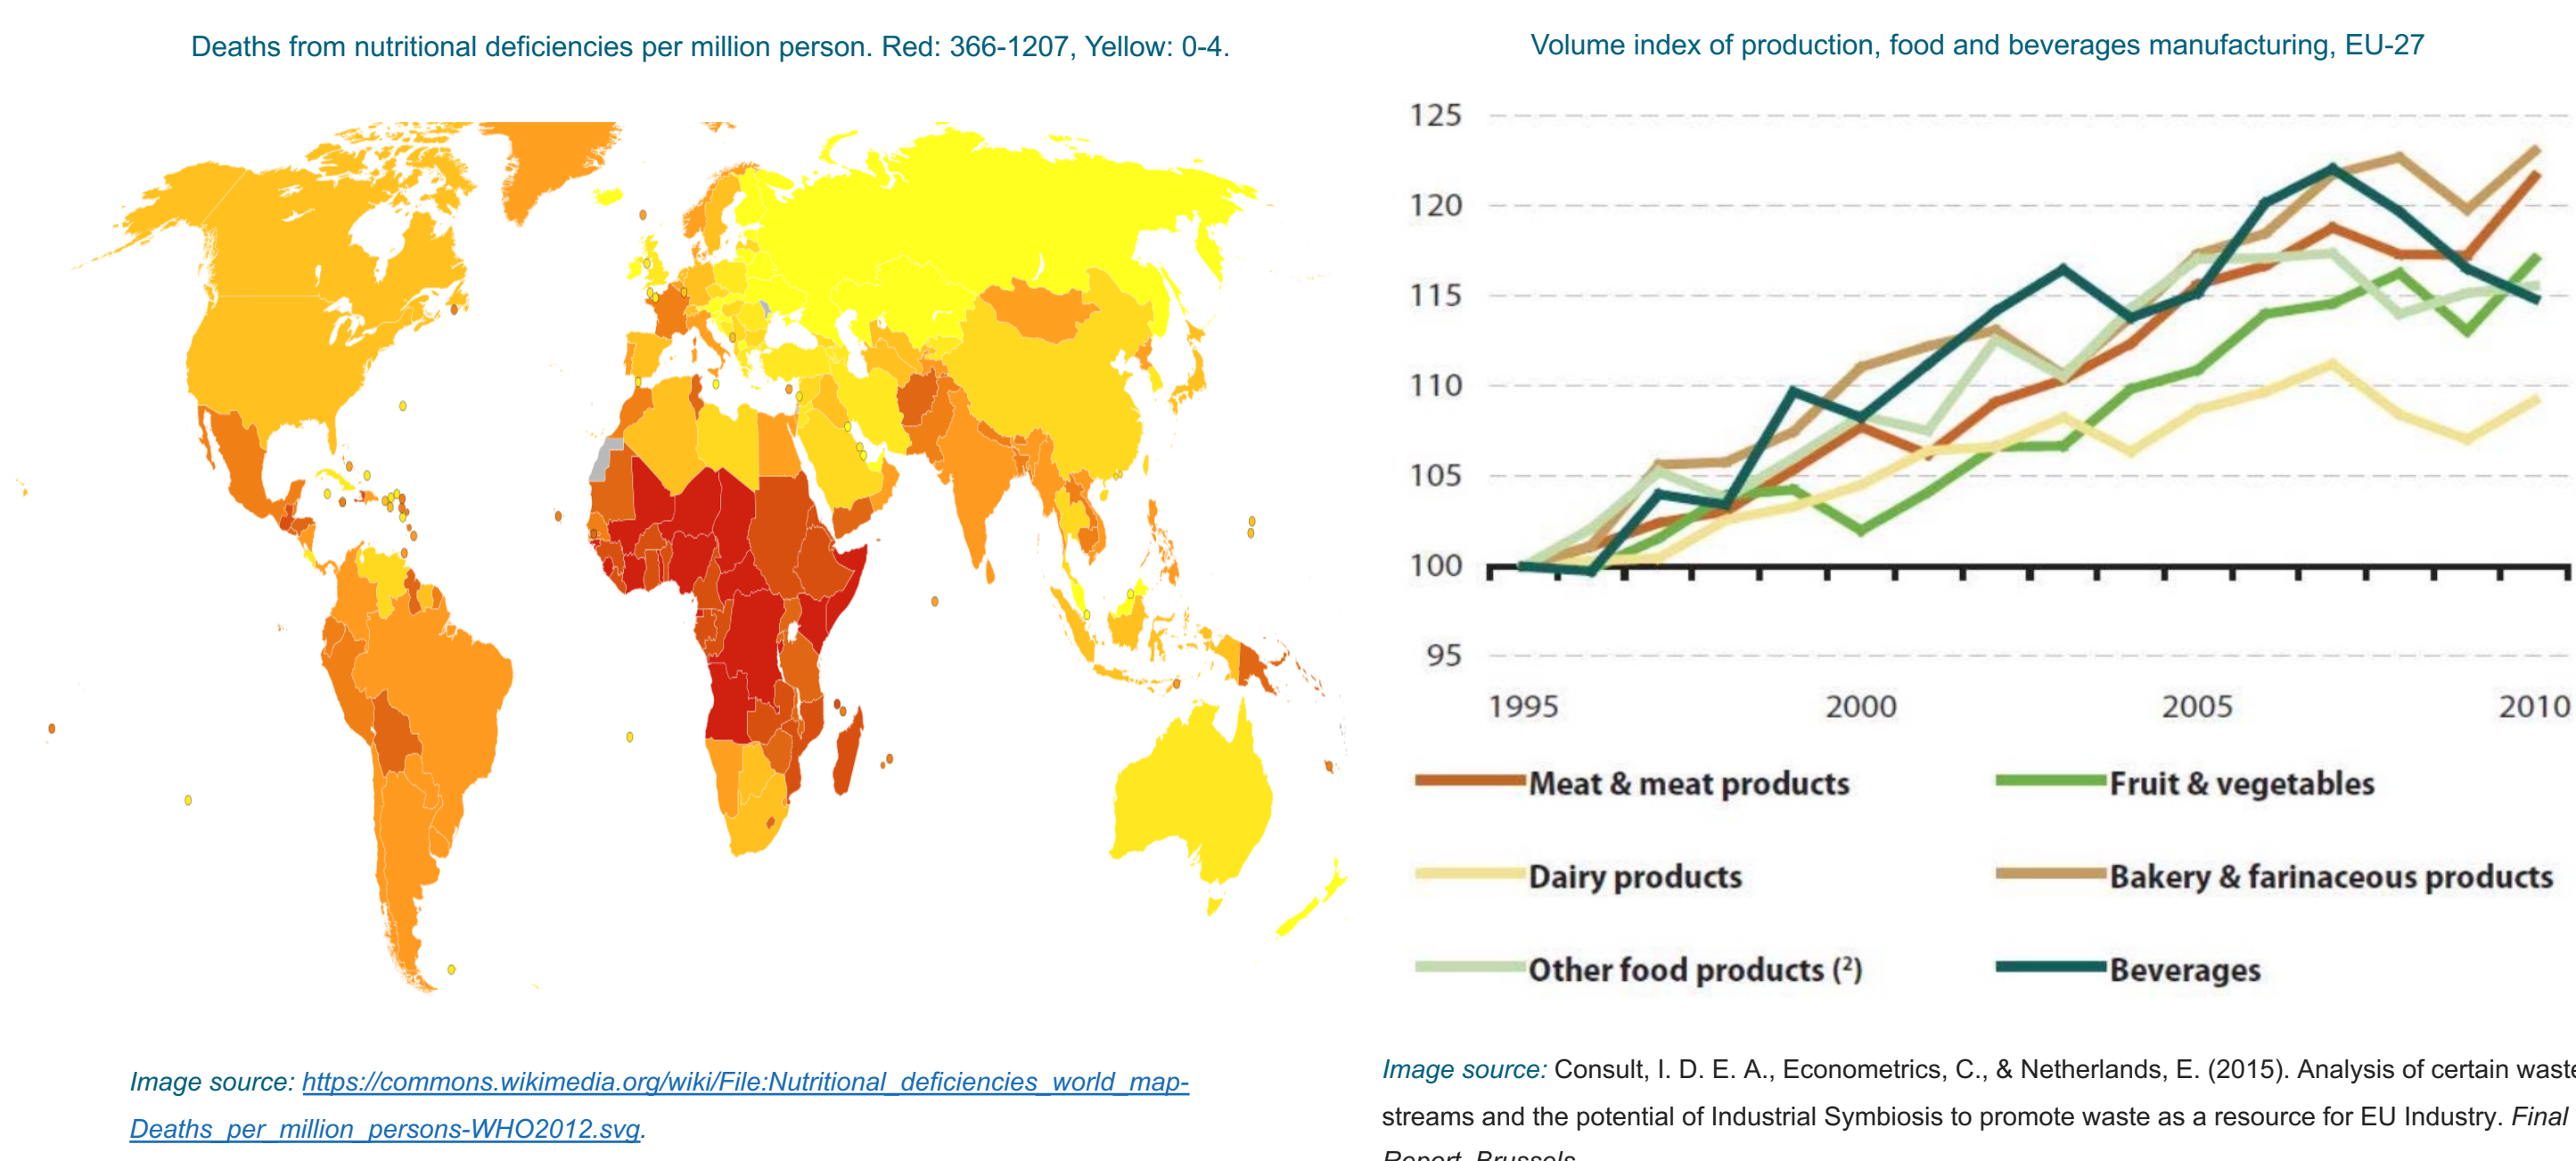 Deaths from nutritional deficiencies per million person. Red: 366-1207, Yellow: 0-4.
Image source: https://commons.wikimedia.org/wiki/File:Nutritional_deficiencies_world_map-
Deaths_per_million_persons-WHO2012.svg.
Volume index of production, food and beverages manufacturing, EU-27
125
120
115
110
105
100
95
1995 2000 2005 2010
Meat & meat products Fruit & vegetables
Dairy products Bakery & farinaceous products
Other food products (²) Beverages
Image source: Consult, I. D. E. A., Econometrics, C., & Netherlands, E. (2015). Analysis of certain waste
streams and the potential of Industrial Symbiosis to promote waste as a resource for EU Industry. Final
Report, Brussels